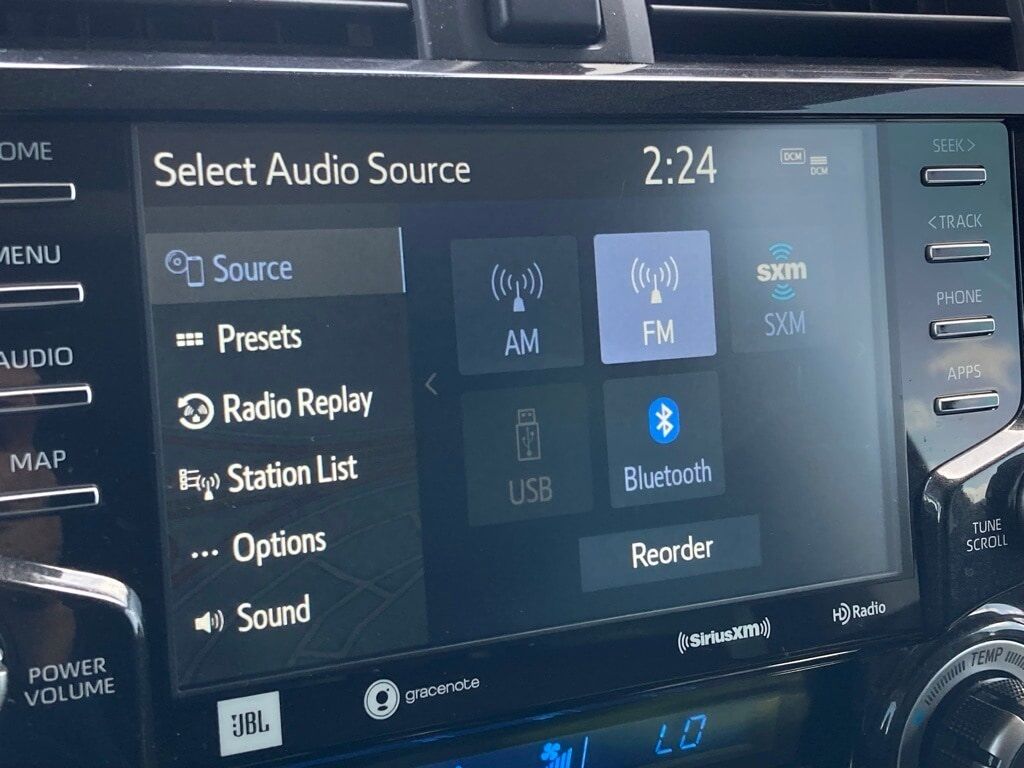 Select Audio Source
2:24
DCM
DCM
Source
Presets
Radio Replay
Station List
Options
Sound
AM
FM
sxm
SXM
USB
Bluetooth
Reorder
OME
MENU
AUDIO
MAP
POWER
VOLUME
SEEK >
< TRACK
PHONE
APPS
TUNE
SCROLL
JBL
gracenote
((SiriusXM))
HD Radio
TEMP
LO